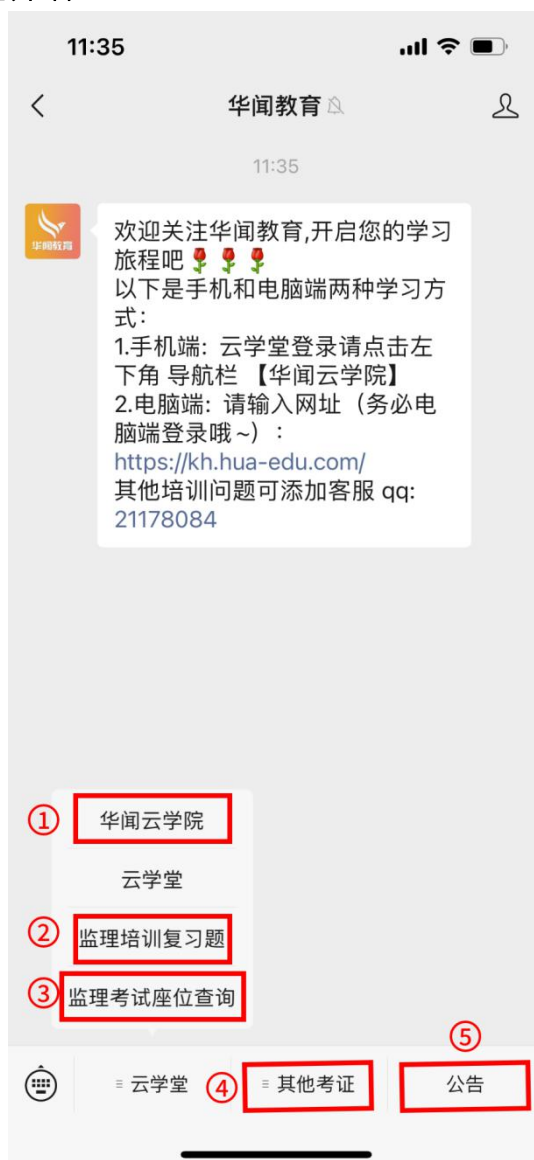 11:35
华闻教育
11:35
华闻教育
欢迎关注华闻教育,开启您的学习
旅程吧🌹🌹🌹
以下是手机和电脑端两种学习方
式：
1.手机端: 云学堂登录请点击左
下角 导航栏 【华闻云学院】
2.电脑端: 请输入网址（务必电
脑端登录哦~）:
https://kh.hua-edu.com/
其他培训问题可添加客服 qq:
21178084
① 华闻云学院
云学堂
② 监理培训复习题
③ 监理考试座位查询
⑤
云学堂 ④ 其他考证 公告